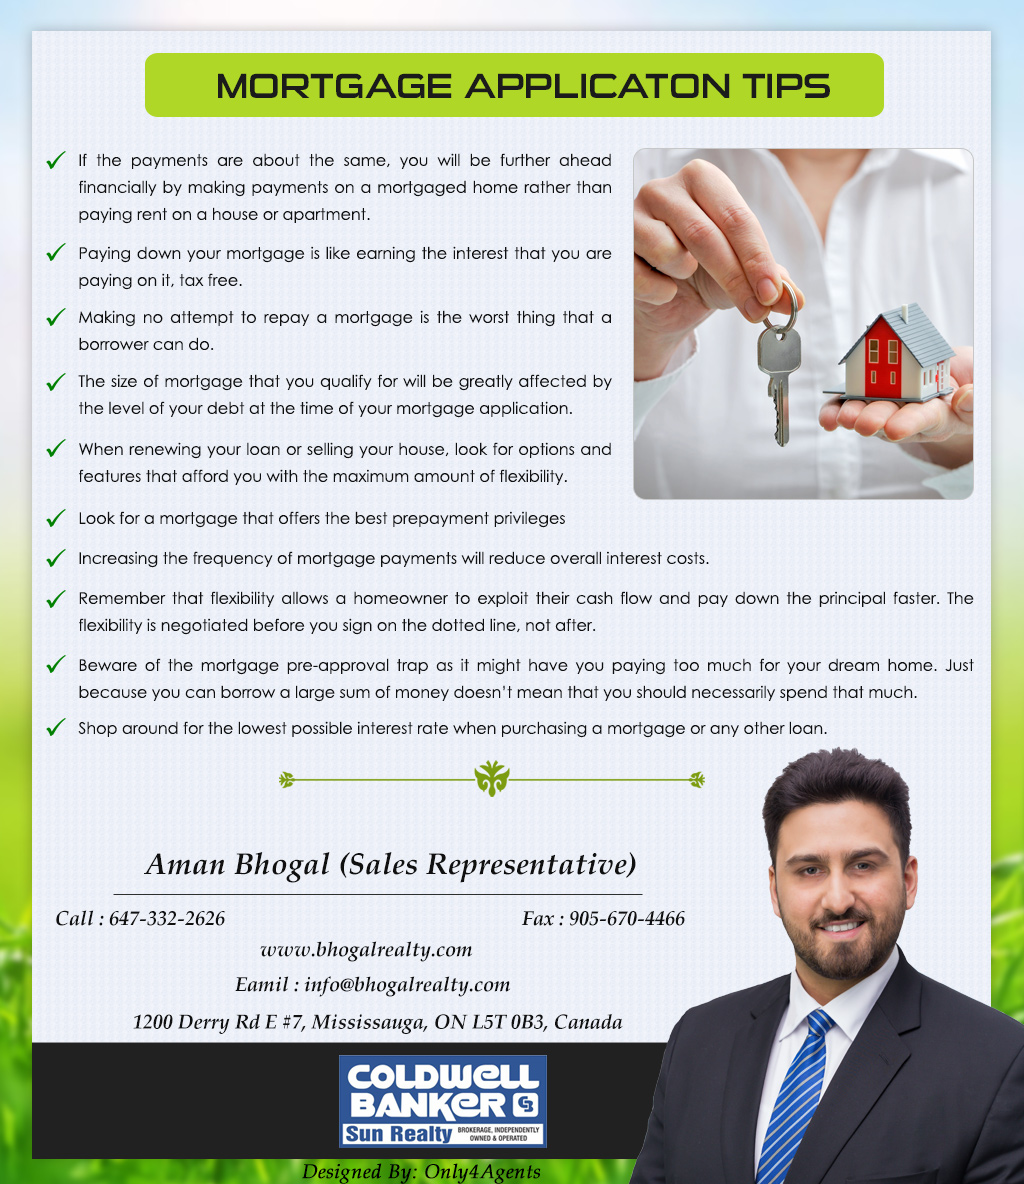 MORTGAGE APPLICATON TIPS
If the payments are about the same, you will be further ahead
financially by making payments on a mortgaged home rather than
paying rent on a house or apartment.
Paying down your mortgage is like earning the interest that you are
paying on it, tax free.
Making no attempt to repay a mortgage is the worst thing that a
borrower can do.
The size of mortgage that you qualify for will be greatly affected by
the level of your debt at the time of your mortgage application.
When renewing your loan or selling your house, look for options and
features that afford you with the maximum amount of flexibility.
Look for a mortgage that offers the best prepayment privileges
Increasing the frequency of mortgage payments will reduce overall interest costs.
Remember that flexibility allows a homeowner to exploit their cash flow and pay down the principal faster. The
flexibility is negotiated before you sign on the dotted line, not after.
Beware of the mortgage pre-approval trap as it might have you paying too much for your dream home. Just
because you can borrow a large sum of money doesn't mean that you should necessarily spend that much.
Shop around for the lowest possible interest rate when purchasing a mortgage or any other loan.
Aman Bhogal (Sales Representative)
Call : 647-332-2626 Fax : 905-670-4466
www.bhogalrealty.com
Eamil : info@bhogalrealty.com
1200 Derry Rd E #7, Mississauga, ON L5T 0B3, Canada
COLDWELL
BANKER CB
Sun Realty BROKERAGE, INDEPENDENTLY
OWNED & OPERATED
Designed By: Only4Agents